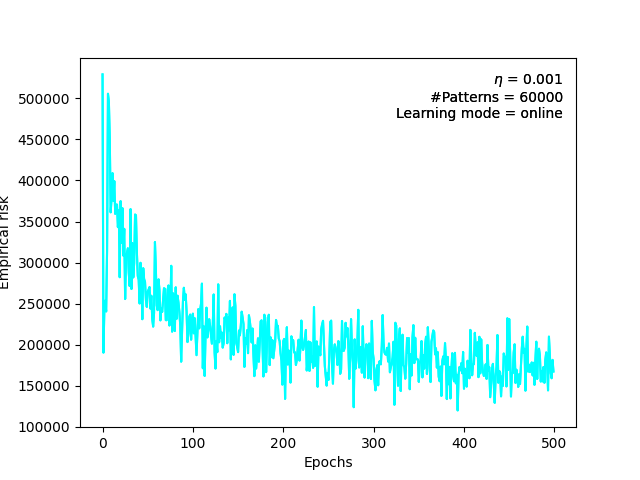 η = 0.001
#Patterns = 60000
Learning mode = online
500000
450000
400000
350000
300000
250000
200000
150000
100000
Empirical risk
0 100 200 300 400 500
Epochs